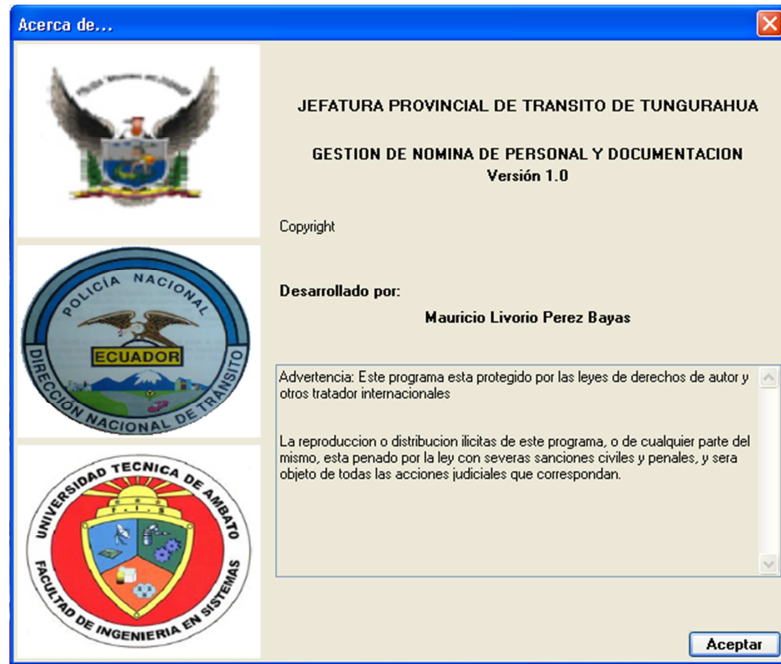 Acerca de...
JEFATURA PROVINCIAL DE TRANSITO DE TUNGURAHUA
GESTION DE NOMINA DE PERSONAL Y DOCUMENTACION
Versión 1.0
Copyright
POLICÍA NACIONAL
ECUADOR
DIRECCIÓN NACIONAL DE TRÁNSITO
Desarrollado por:
Mauricio Livorio Perez Bayas
Advertencia: Este programa esta protegido por las leyes de derechos de autor y
otros tratador internacionales
La reproduccion o distribucion ilicitas de este programa, o de cualquier parte del
mismo, esta penado por la ley con severas sanciones civiles y penales, y sera
objeto de todas las acciones judiciales que correspondan.
UNIVERSIDAD TECNICA DE AMBATO
FACULTAD DE INGENIERIA EN SISTEMAS
Aceptar